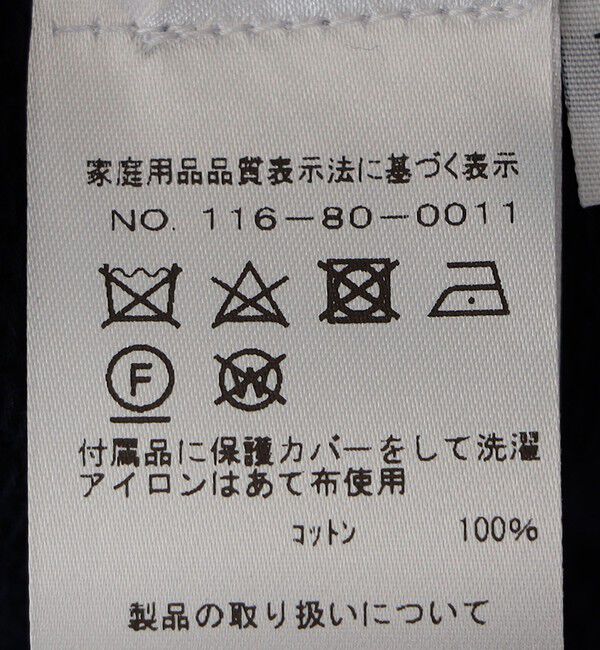 家庭用品品質表示法に基づく表示
NO. 116-80-0011
F W
付属品に保護カバーをして洗濯
アイロンはあて布使用
コットン 100%
製品の取り扱いについて